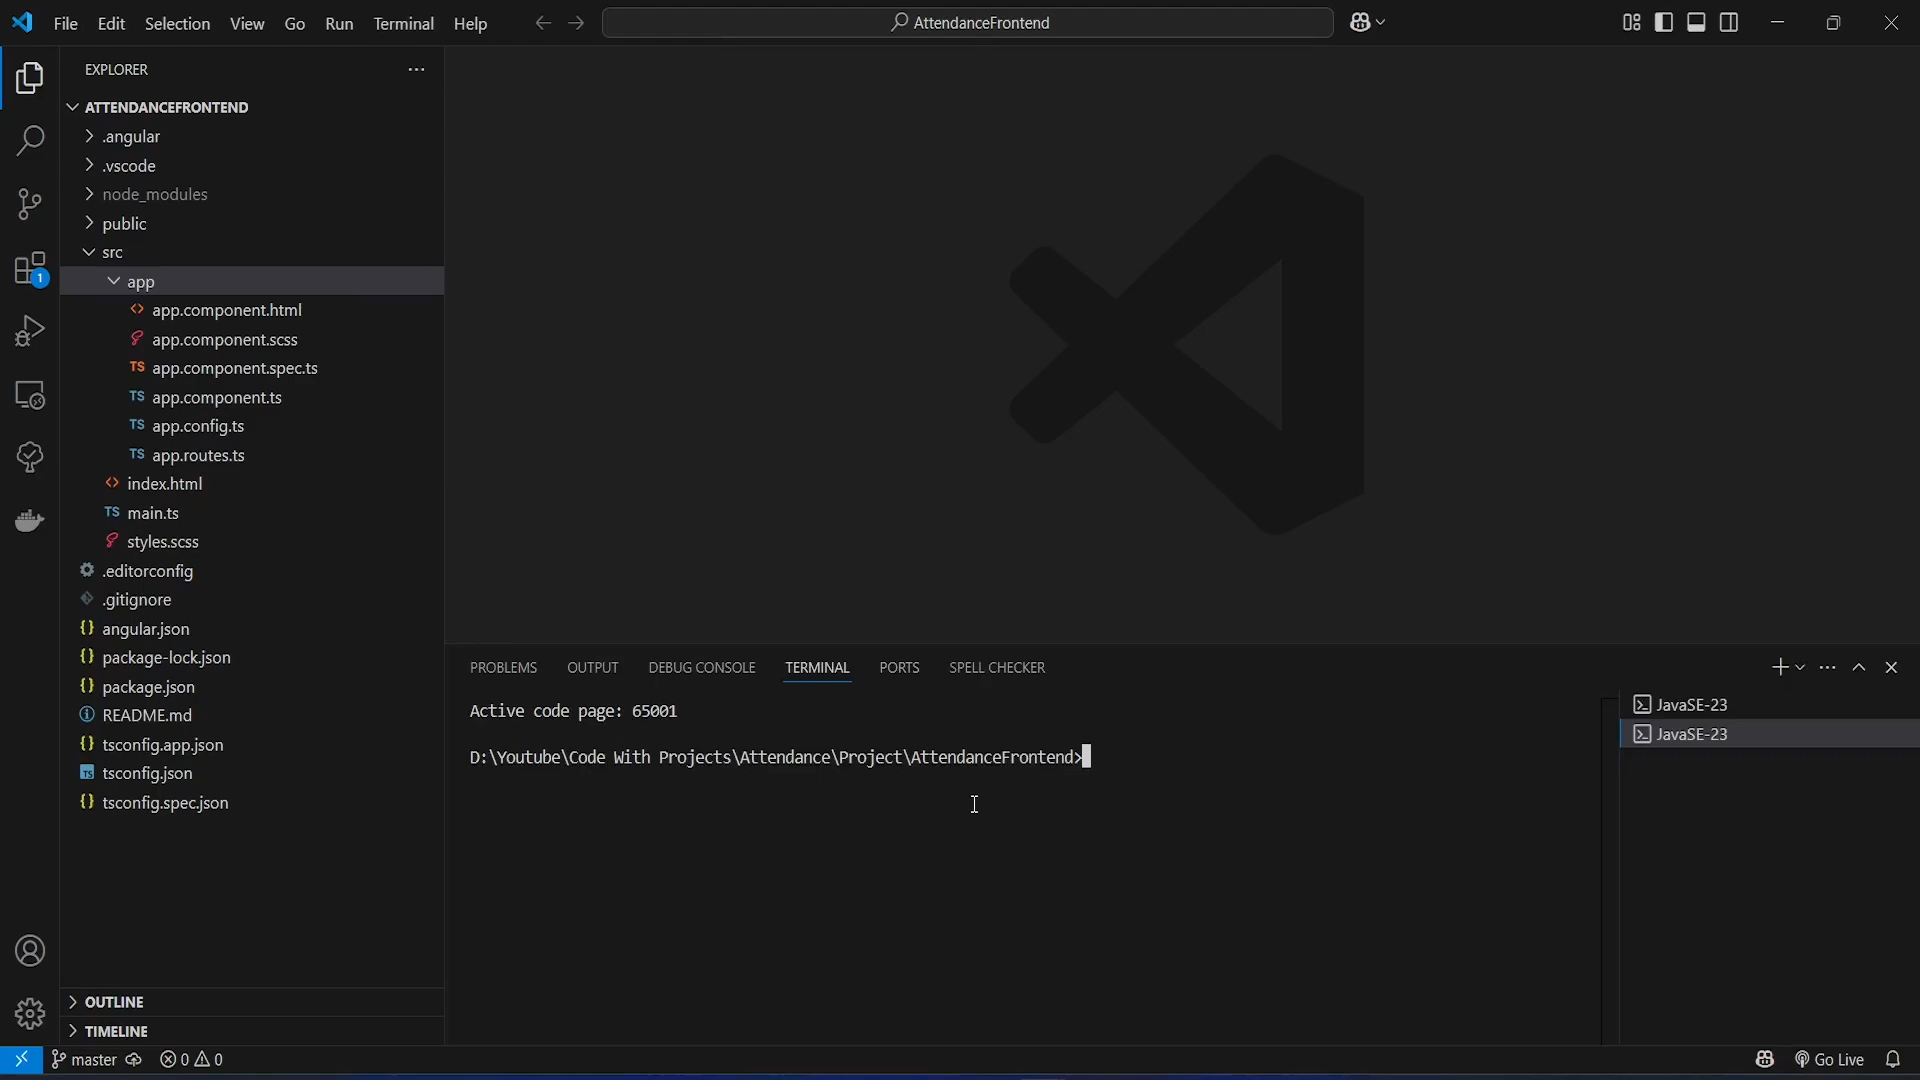 File Edit Selection View Go Run Terminal Help
AttendanceFrontend
EXPLORER
ATTENDANCEFRONTEND
.angular
.vscode
node_modules
public
src
app
app.component.html
app.component.scss
TS app.component.spec.ts
TS app.component.ts
TS app.config.ts
TS app.routes.ts
index.html
TS main.ts
styles.scss
.editorconfig
.gitignore
{} angular.json
{} package-lock.json
{} package.json
README.md
{} tsconfig.app.json
TS tsconfig.json
{} tsconfig.spec.json
OUTLINE
TIMELINE
1
PROBLEMS OUTPUT DEBUG CONSOLE TERMINAL PORTS SPELL CHECKER
Active code page: 65001
D:\Youtube\Code With Projects\Attendance\Project\AttendanceFrontend>
JavaSE-23
JavaSE-23
master 0 0
Go Live